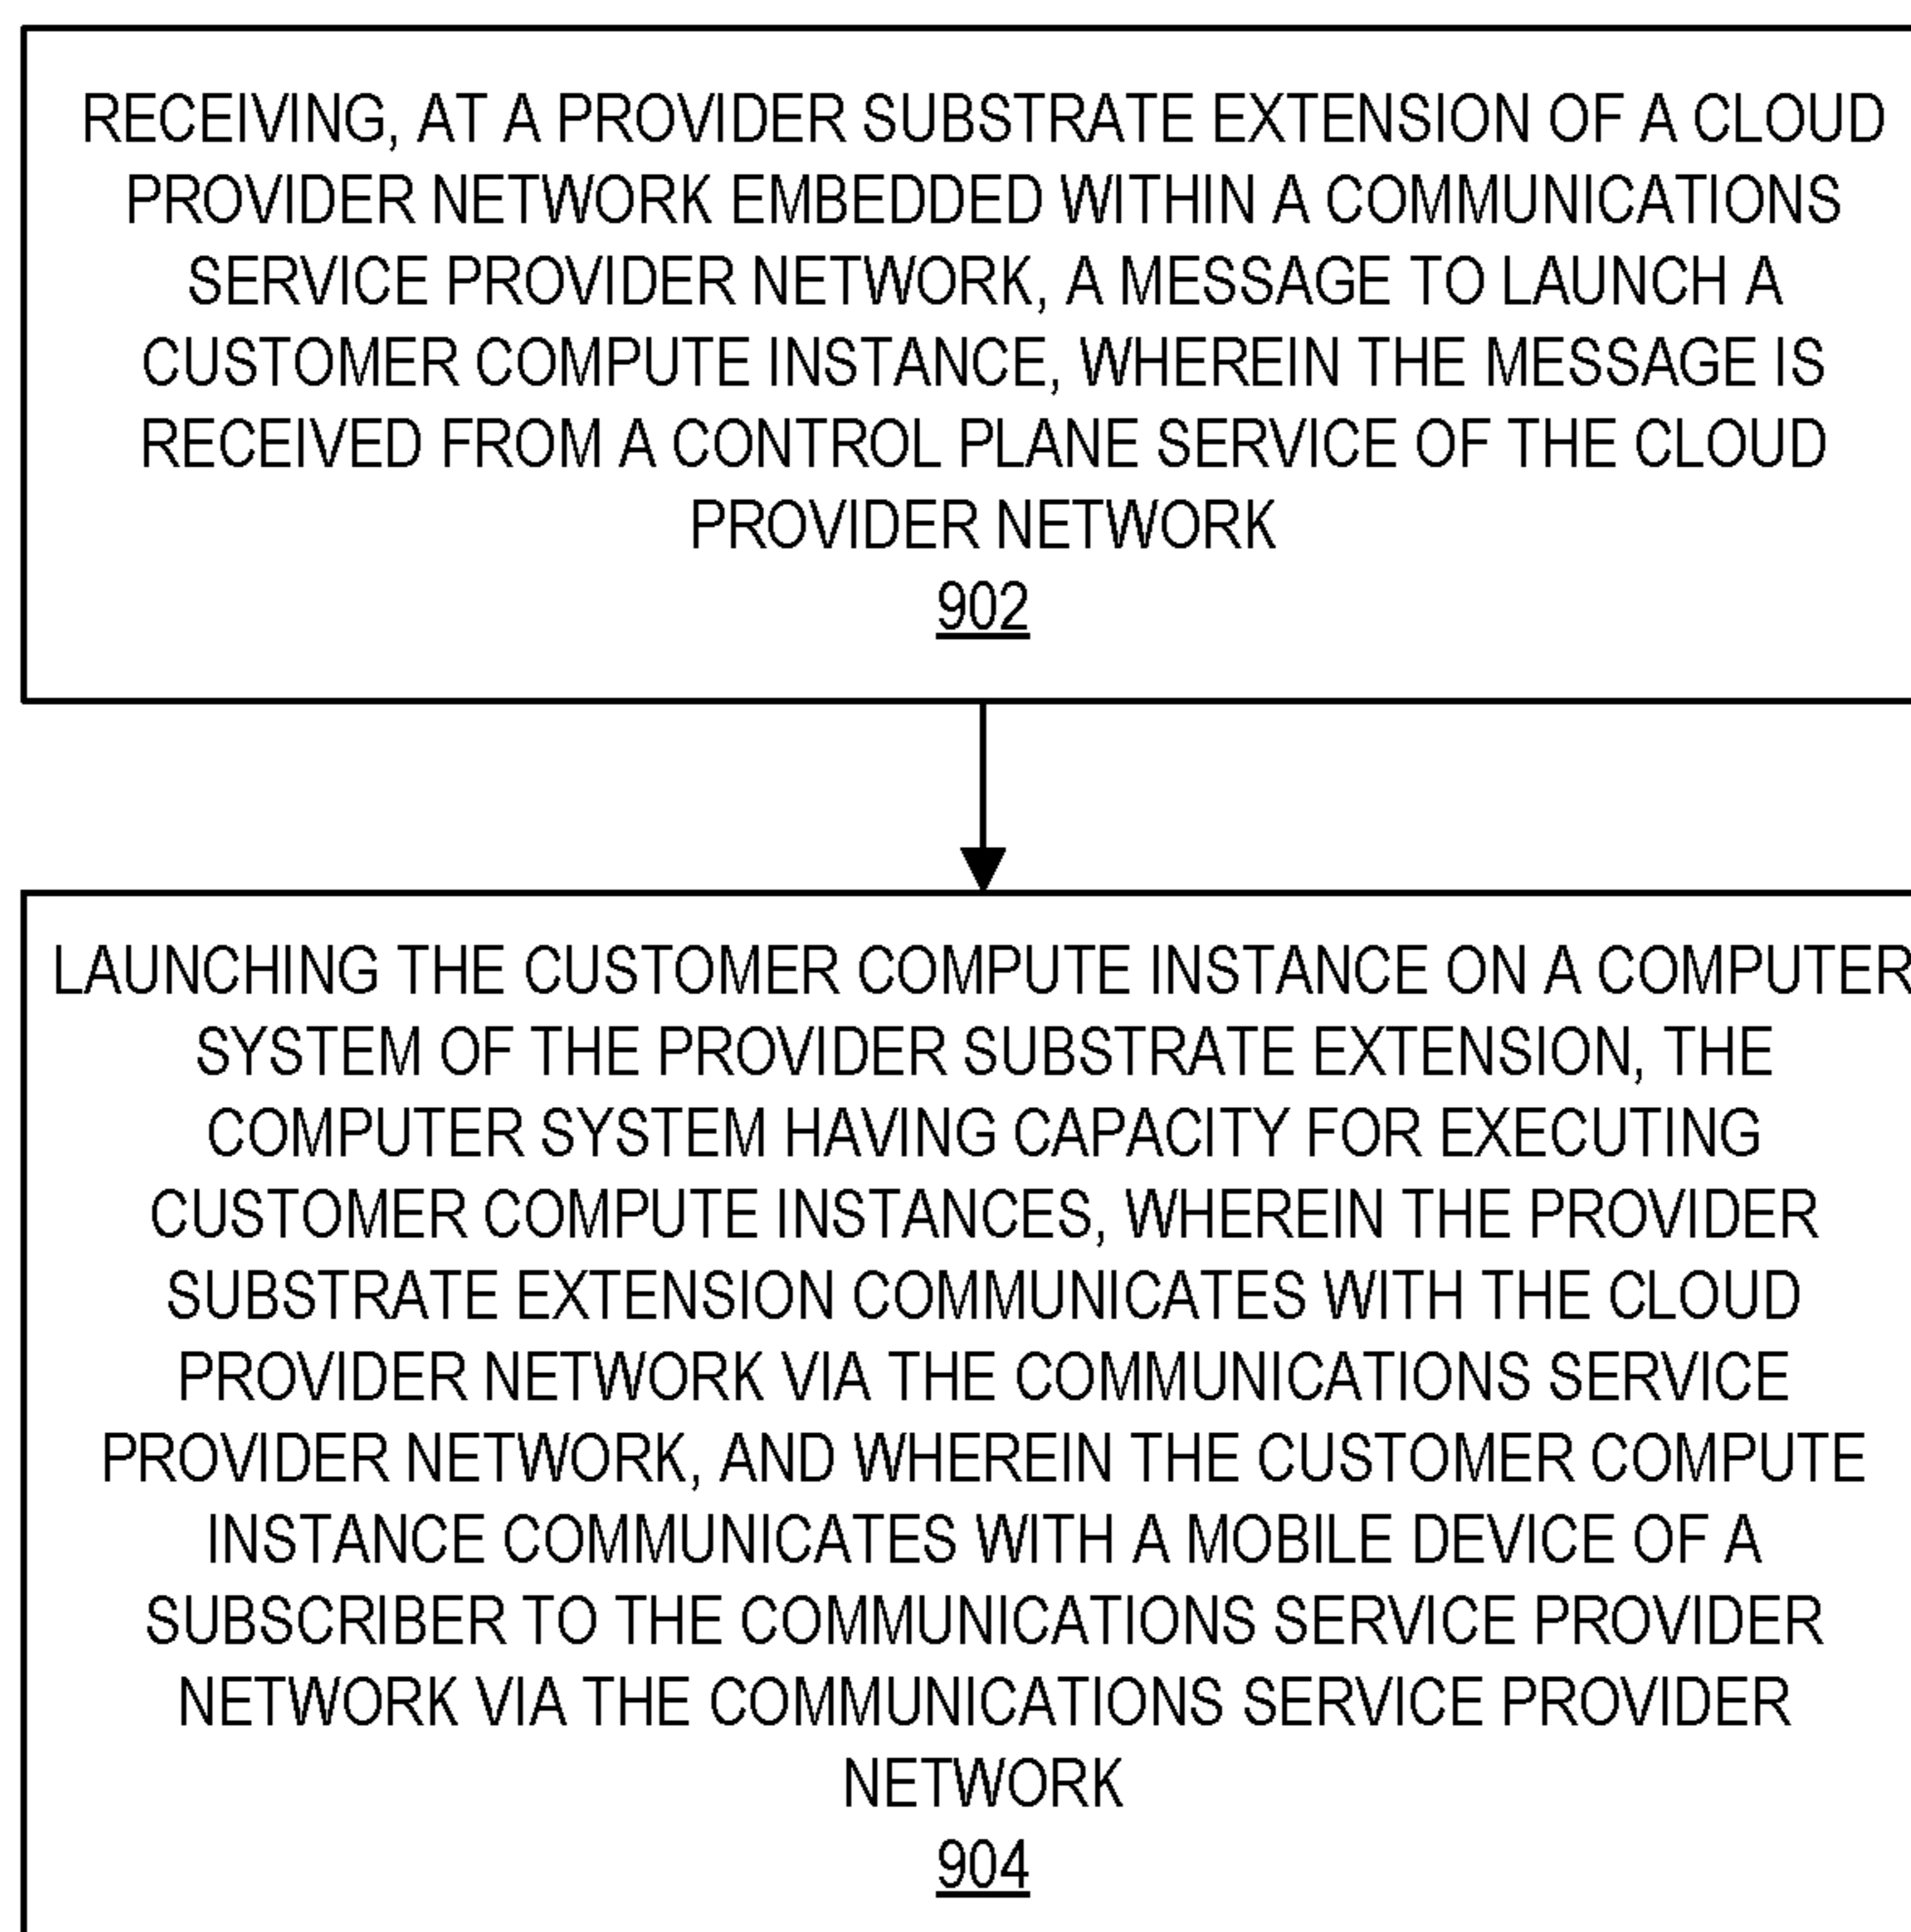 RECEIVING, AT A PROVIDER SUBSTRATE EXTENSION OF A CLOUD
PROVIDER NETWORK EMBEDDED WITHIN A COMMUNICATIONS
SERVICE PROVIDER NETWORK, A MESSAGE TO LAUNCH A
CUSTOMER COMPUTE INSTANCE, WHEREIN THE MESSAGE IS
RECEIVED FROM A CONTROL PLANE SERVICE OF THE CLOUD
PROVIDER NETWORK
902
LAUNCHING THE CUSTOMER COMPUTE INSTANCE ON A COMPUTER
SYSTEM OF THE PROVIDER SUBSTRATE EXTENSION, THE
COMPUTER SYSTEM HAVING CAPACITY FOR EXECUTING
CUSTOMER COMPUTE INSTANCES, WHEREIN THE PROVIDER
SUBSTRATE EXTENSION COMMUNICATES WITH THE CLOUD
PROVIDER NETWORK VIA THE COMMUNICATIONS SERVICE
PROVIDER NETWORK, AND WHEREIN THE CUSTOMER COMPUTE
INSTANCE COMMUNICATES WITH A MOBILE DEVICE OF A
SUBSCRIBER TO THE COMMUNICATIONS SERVICE PROVIDER
NETWORK VIA THE COMMUNICATIONS SERVICE PROVIDER
NETWORK
904